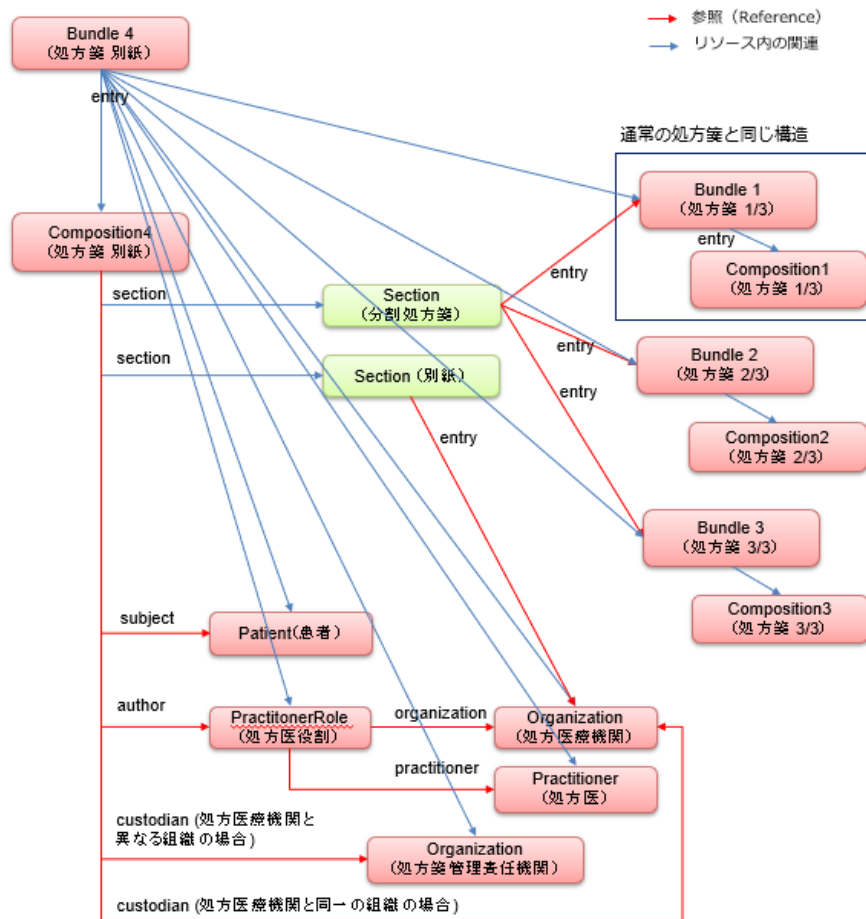 Bundle 4
(処方箋 別紙)
参照（Reference）
リソース内の関連
entry
通常の処方箋と同じ構造
Bundle 1
(処方箋 1/3)
entry
Composition1
(処方箋 1/3)
Composition4
(処方箋 別紙)
section
Section
(分割処方箋)
entry
section
Section (別紙)
entry
Bundle 2
(処方箋 2/3)
entry
Composition2
(処方箋 2/3)
entry
Bundle 3
(処方箋 3/3)
Composition3
(処方箋 3/3)
subject
Patient(患者)
author
PractitonerRole
(処方医役割)
organization
Organization
(処方医療機関)
practitioner
Practitioner
(処方医)
custodian (処方医療機関と
異なる組織の場合)
Organization
(処方箋管理責任機関)
custodian (処方医療機関と同一の組織の場合)